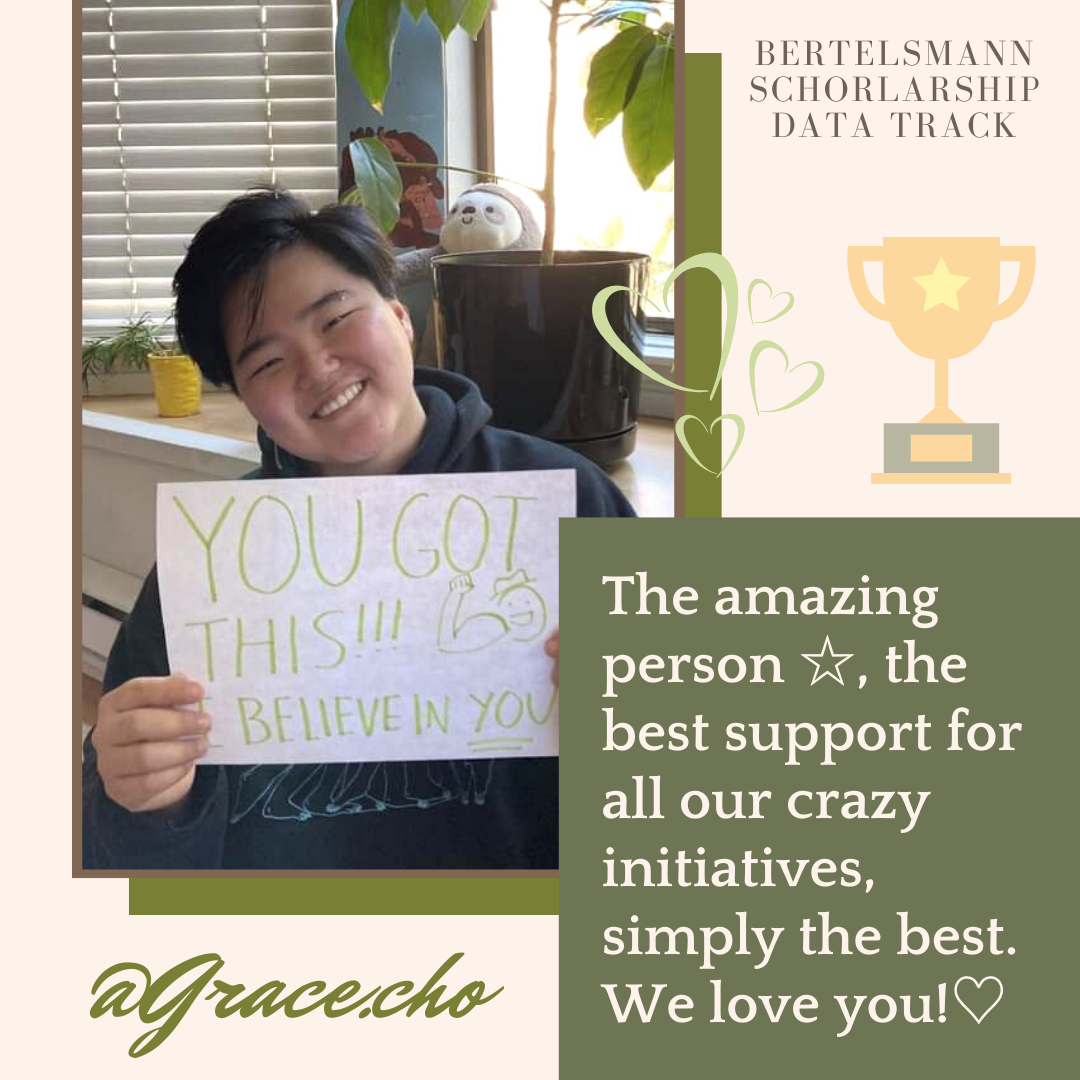 BERTELSMANN
SCHORLARSHIP
DATA TRACK
YOU GOT
THIS!!!
I BELIEVE IN YOU
The amazing
person ☆, the
best support for
all our crazy
initiatives,
simply the best.
We love you!♡
@Grace.cho